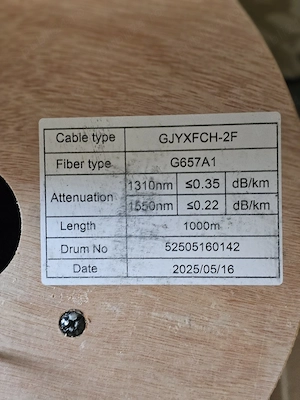 Cable type GJYXFCH-2F
Fiber type G657A1
Attenuation 1310nm ≤0.35 dB/km
1550nm ≤0.22 dB/km
Length 1000m
Drum No 52505160142
Date 2025/05/16